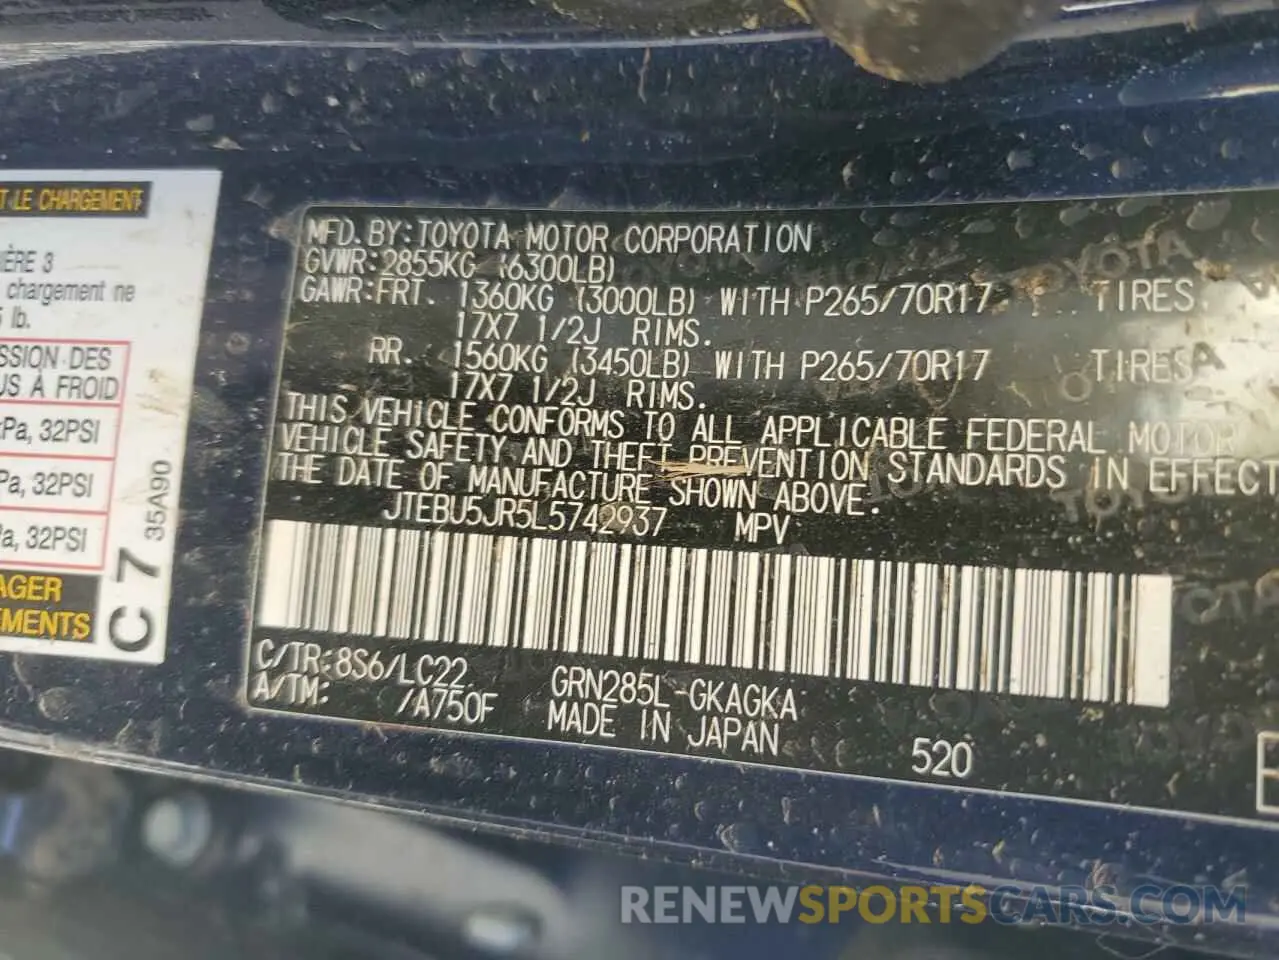 T LE CHARGEMENT
IÈRE 3
chargement ne
lb.
SSION DES
US À FROID
kPa, 32PSI
Pa, 32PSI
Pa, 32PSI
AGER
EMENTS
C 7
35A90
MFD. BY: TOYOTA MOTOR CORPORATION
GVWR: 2855KG (6300LB)
GAWR: FRT. 1360KG (3000LB) WITH P265/70R17 TIRES
17X7 1/2J RIMS.
RR. 1560KG (3450LB) WITH P265/70R17 TIRES
17X7 1/2J RIMS.
THIS VEHICLE CONFORMS TO ALL APPLICABLE FEDERAL MOTOR
VEHICLE SAFETY AND THEFT PREVENTION STANDARDS IN EFFECT
THE DATE OF MANUFACTURE SHOWN ABOVE.
JTEBU5JR5L5742937 MPV
C/TR: 8S6/LC22 GRN285L-GKAGKA
A/TM: /A750F MADE IN JAPAN
520
RENEWSPORTSCARS.COM